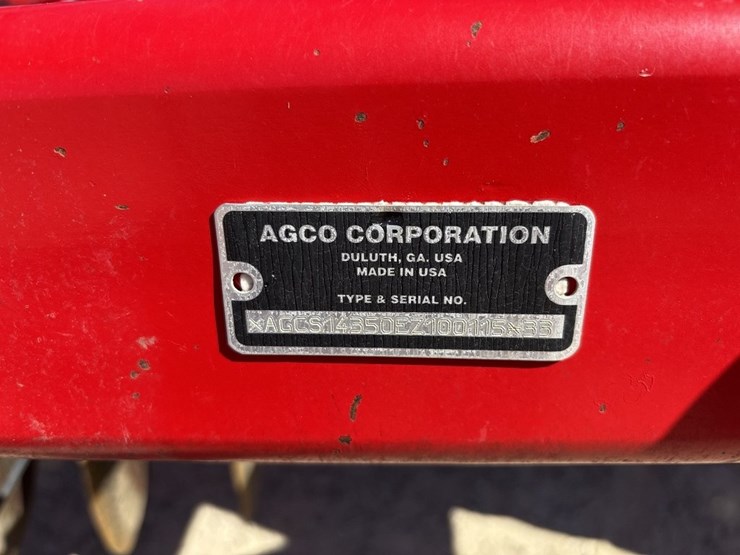 AGCO CORPORATION
DULUTH, GA. USA
MADE IN USA
TYPE & SERIAL NO.